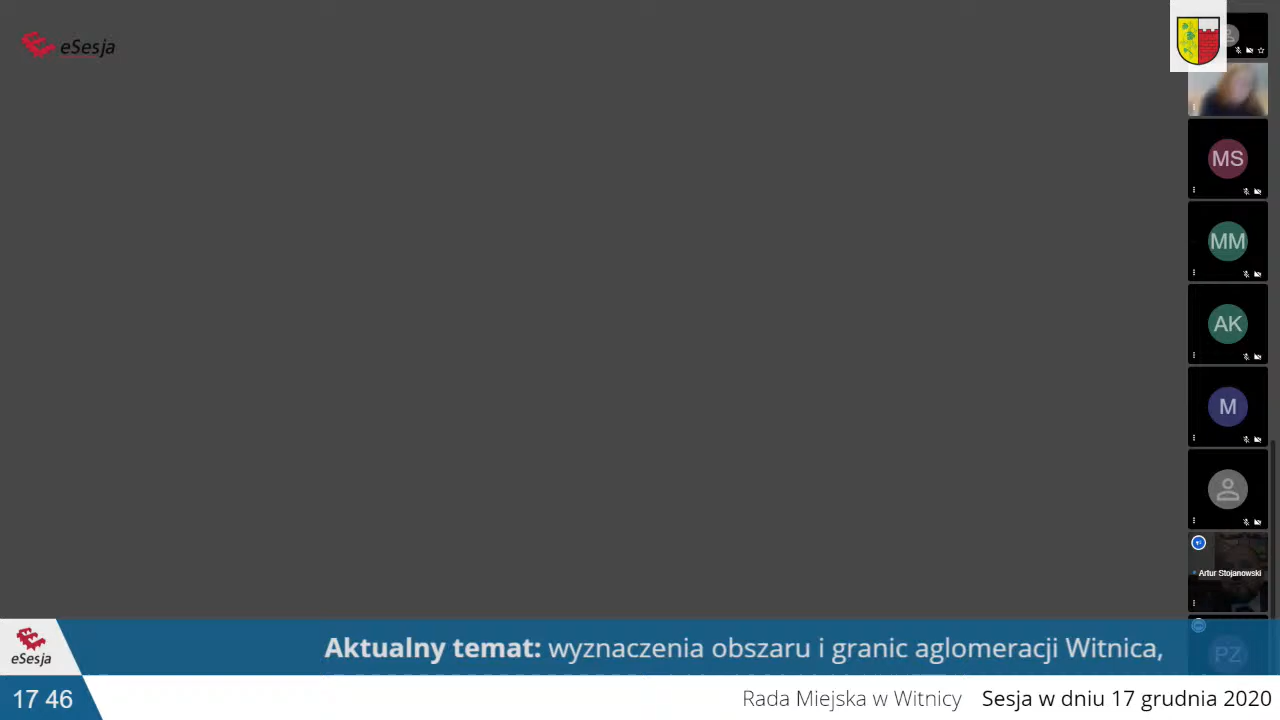 eSesja
MS
MM
AK
M
Artur Stojanowski
PZ
Aktualny temat: wyznaczenia obszaru i granic aglomeracji Witnica,
eSesja
17 46
Rada Miejska w Witnicy Sesja w dniu 17 grudnia 2020